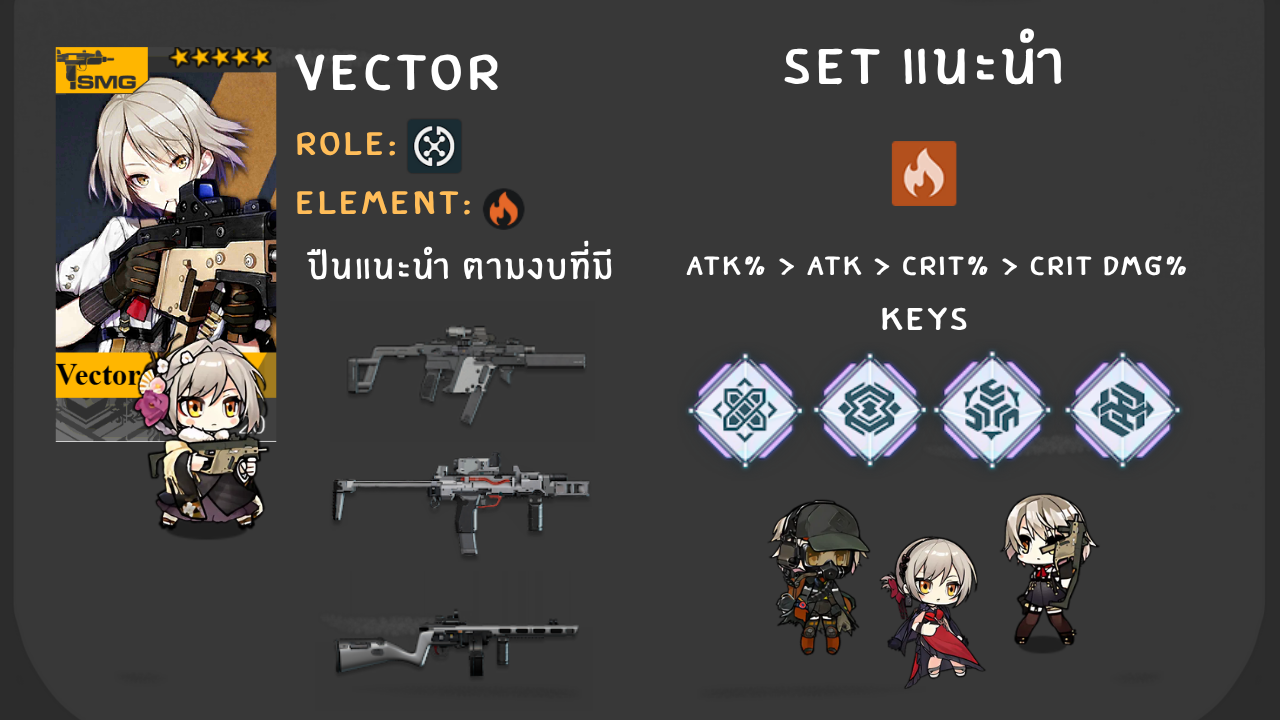 SMG
Vector
VECTOR
ROLE:
ELEMENT:
ปืนแนะนำ ตามงบที่มี
SET แนะนำ
ATK% > ATK > CRIT% > CRIT DMG%
KEYS